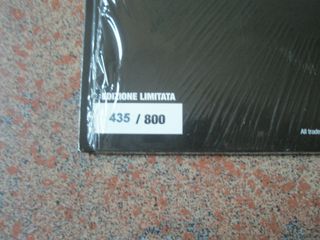 EDIZIONE LIMITATA
435 / 800
All trade